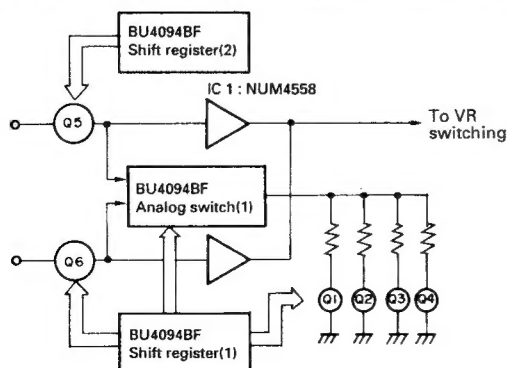 BU4094BF
Shift register(2)
IC 1 : NUM4558
Q5
To VR
switching
BU4094BF
Analog switch(1)
Q6
Q1 Q2 Q3 Q4
BU4094BF
Shift register(1)